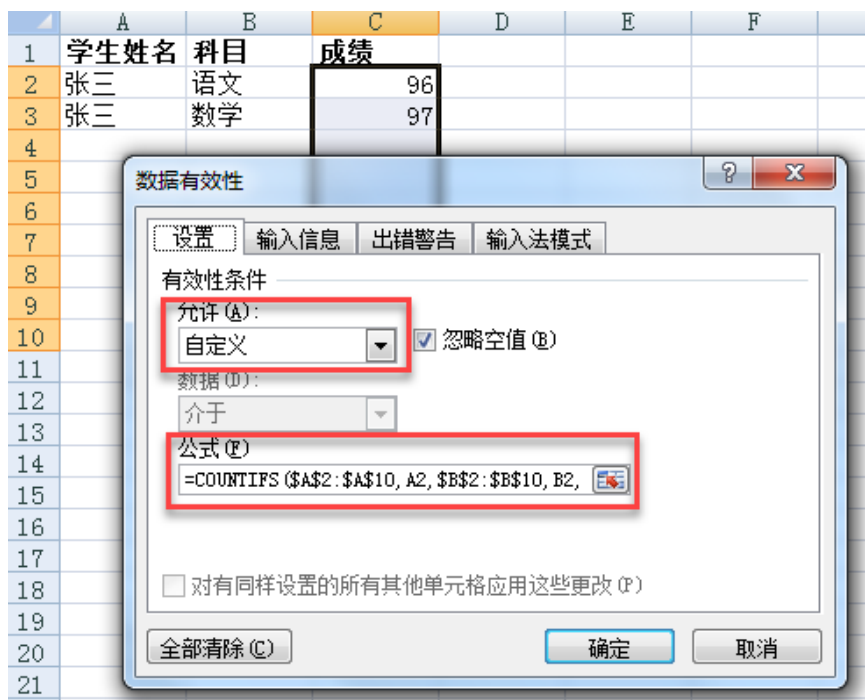 A B C D E F
1 学生姓名 科目 成绩
2 张三 语文 96
3 张三 数学 97
4
5
6
7
8
9
10
11
12
13
14
15
16
17
18
19
20
21
数据有效性
设置 输入信息 出错警告 输入法模式
有效性条件
允许(A):
自定义 忽略空值(B)
数据(D):
介于
公式(F)
=COUNTIFS($A$2:$A$10,A2,$B$2:$B$10,B2,
对有同样设置的所有其他单元格应用这些更改(P)
全部清除(C) 确定 取消